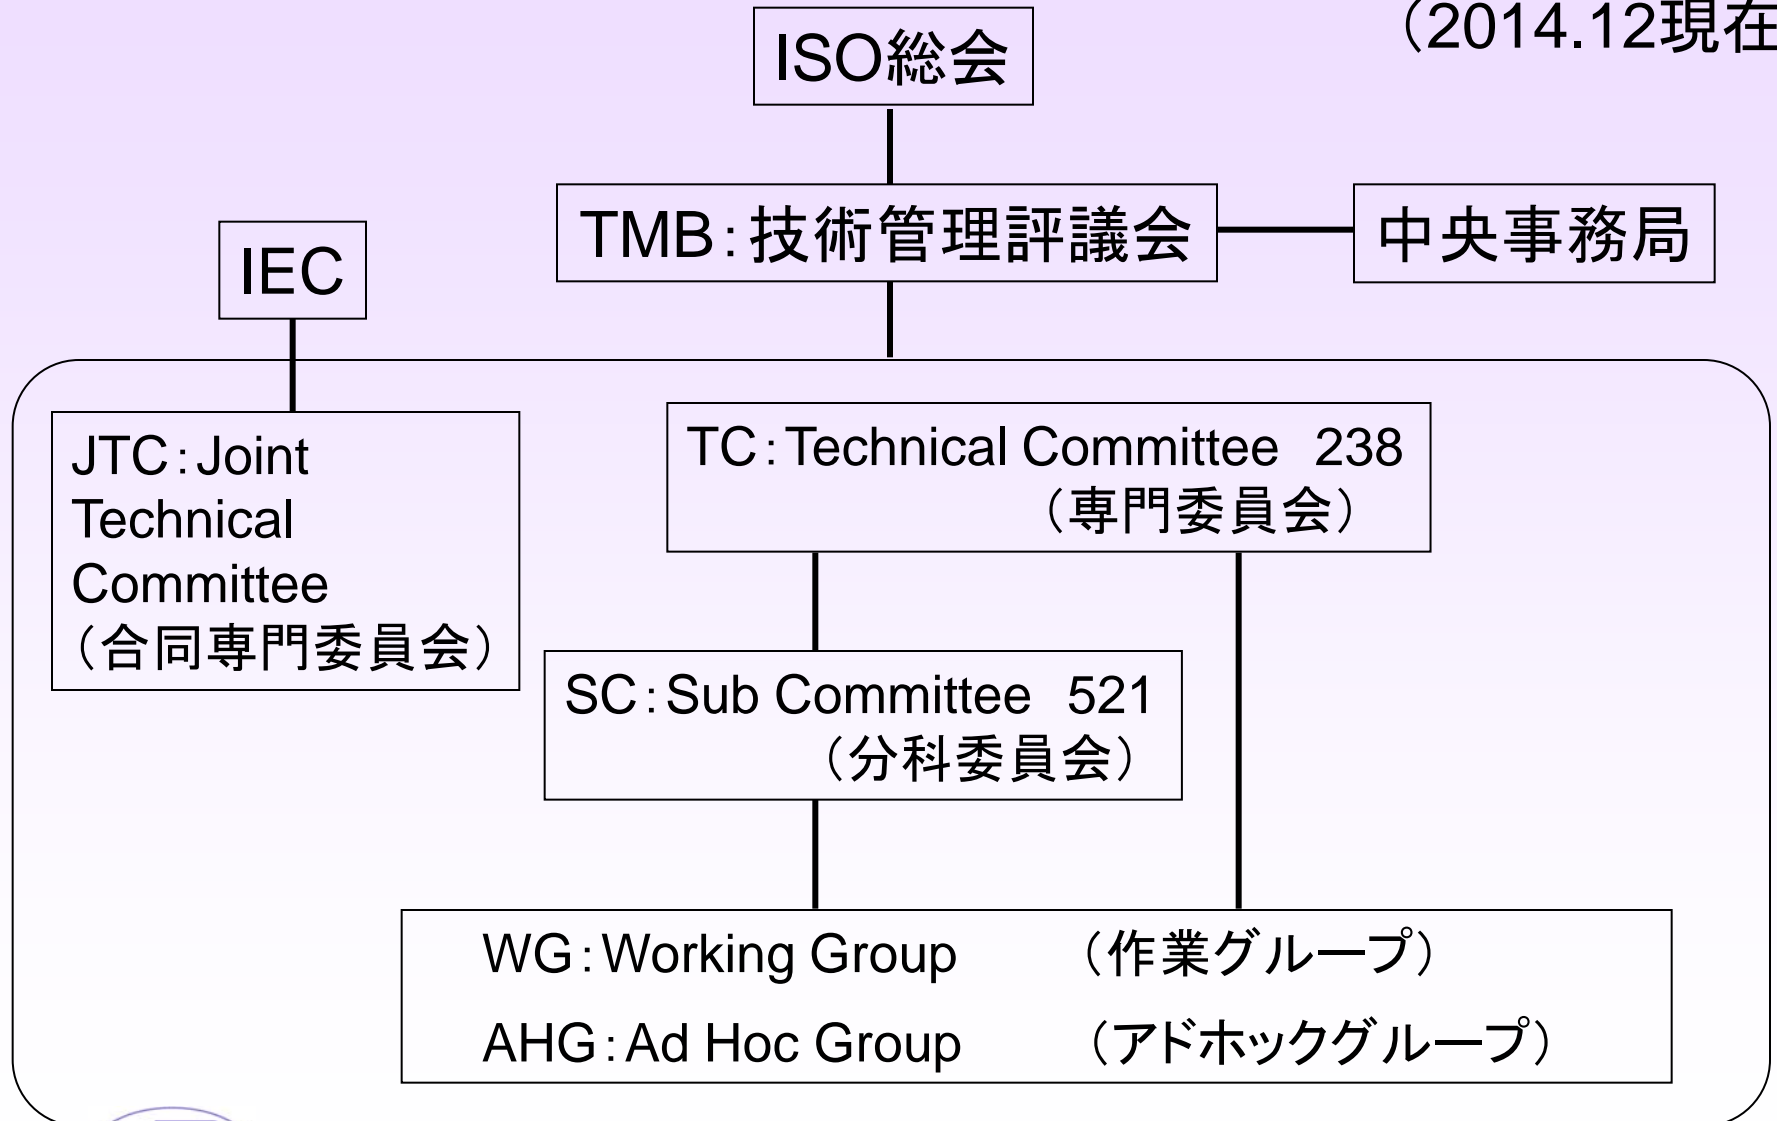 （2014.12現在
ISO総会
TMB：技術管理評議会
中央事務局
IEC
JTC：Joint
Technical
Committee
（合同専門委員会）
TC：Technical Committee 238
（専門委員会）
SC：Sub Committee 521
（分科委員会）
WG：Working Group （作業グループ）
AHG：Ad Hoc Group （アドホックグループ）